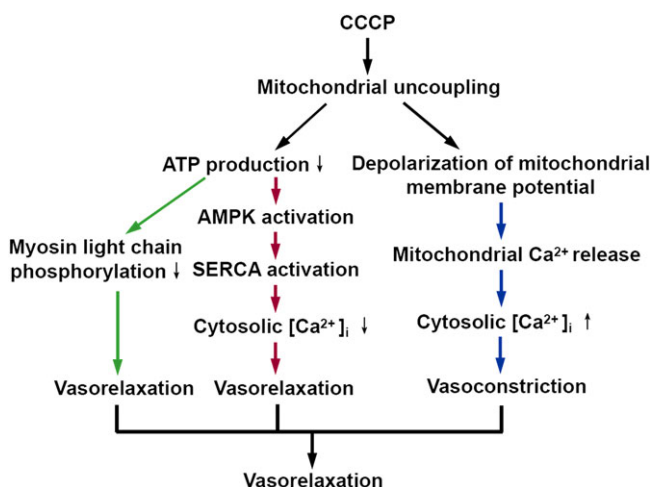 CCCP
Mitochondrial uncoupling
ATP production ↓
Depolarization of mitochondrial
membrane potential
AMPK activation
Myosin light chain
phosphorylation ↓
SERCA activation
Mitochondrial Ca²⁺ release
Cytosolic [Ca²⁺]ᵢ ↓
Cytosolic [Ca²⁺]ᵢ ↑
Vasorelaxation
Vasorelaxation
Vasoconstriction
Vasorelaxation